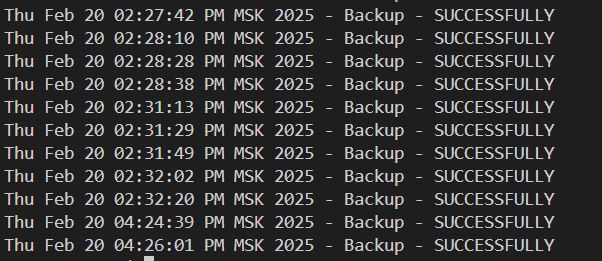 Thu Feb 20 02:27:42 PM MSK 2025 - Backup - SUCCESSFULLY
Thu Feb 20 02:28:10 PM MSK 2025 - Backup - SUCCESSFULLY
Thu Feb 20 02:28:28 PM MSK 2025 - Backup - SUCCESSFULLY
Thu Feb 20 02:28:38 PM MSK 2025 - Backup - SUCCESSFULLY
Thu Feb 20 02:31:13 PM MSK 2025 - Backup - SUCCESSFULLY
Thu Feb 20 02:31:29 PM MSK 2025 - Backup - SUCCESSFULLY
Thu Feb 20 02:31:49 PM MSK 2025 - Backup - SUCCESSFULLY
Thu Feb 20 02:32:02 PM MSK 2025 - Backup - SUCCESSFULLY
Thu Feb 20 02:32:20 PM MSK 2025 - Backup - SUCCESSFULLY
Thu Feb 20 04:24:39 PM MSK 2025 - Backup - SUCCESSFULLY
Thu Feb 20 04:26:01 PM MSK 2025 - Backup - SUCCESSFULLY